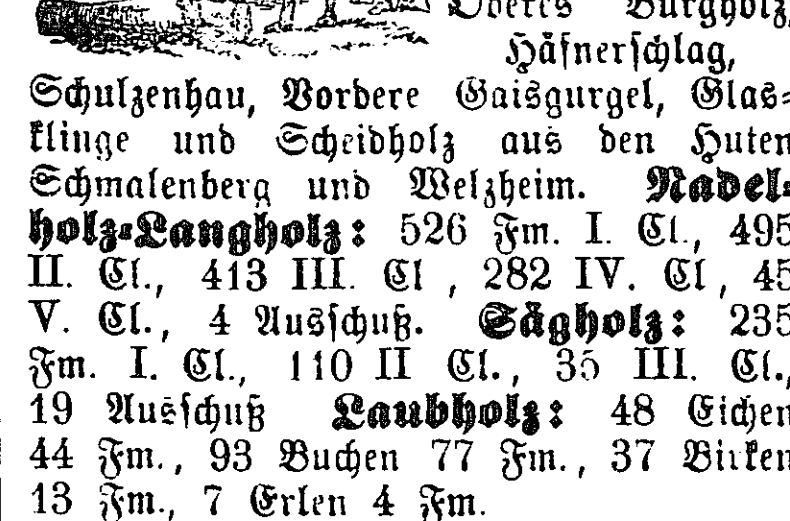 Oberes Burgholz,
Häfnerschlag,
Schulzenhau, Vordere Gaisgurgel, Glas-
klinge und Scheidholz aus den Huten
Schmalenberg und Welzheim. Nadel-
holz-Langholz: 526 Fm. I. Cl., 495
II. Cl., 413 III. Cl , 282 IV. Cl , 45
V. Cl., 4 Ausschuß. Sägholz: 235
Fm. I. Cl., 110 II Cl., 35 III. Cl.,
19 Ausschuß Laubholz: 48 Eichen
44 Fm., 93 Buchen 77 Fm., 37 Birken
13 Fm., 7 Erlen 4 Fm.